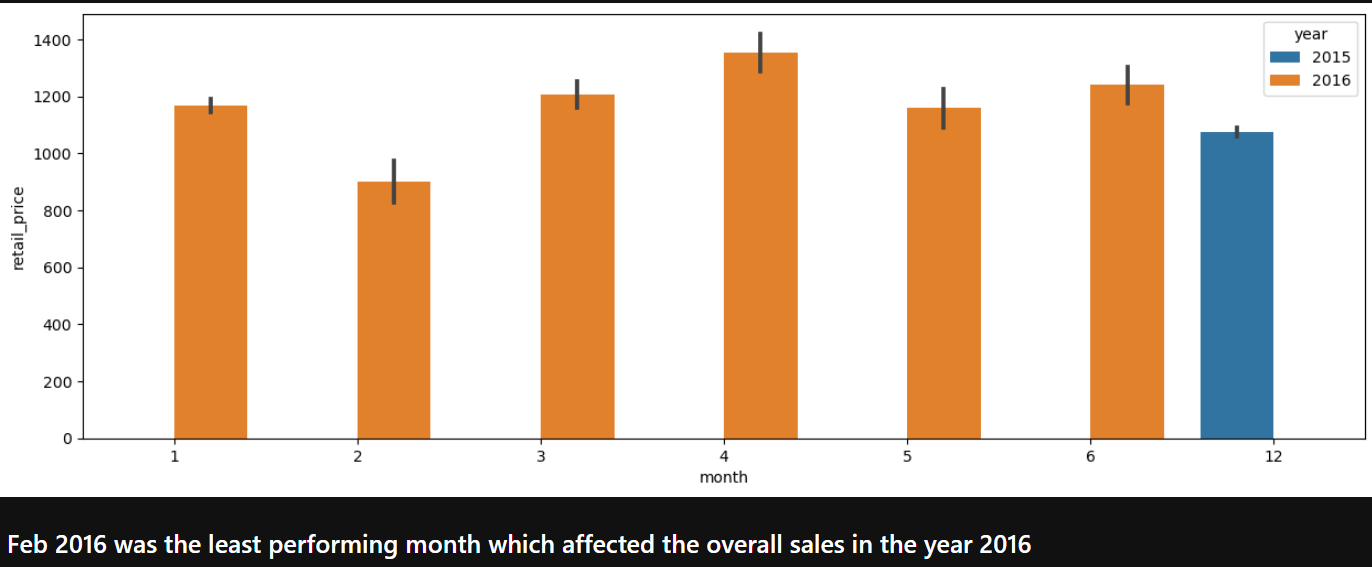 1400
1200
1000
800
600
400
200
0
retail_price
year
2015
2016
1 2 3 4 5 6 12
month
Feb 2016 was the least performing month which affected the overall sales in the year 2016